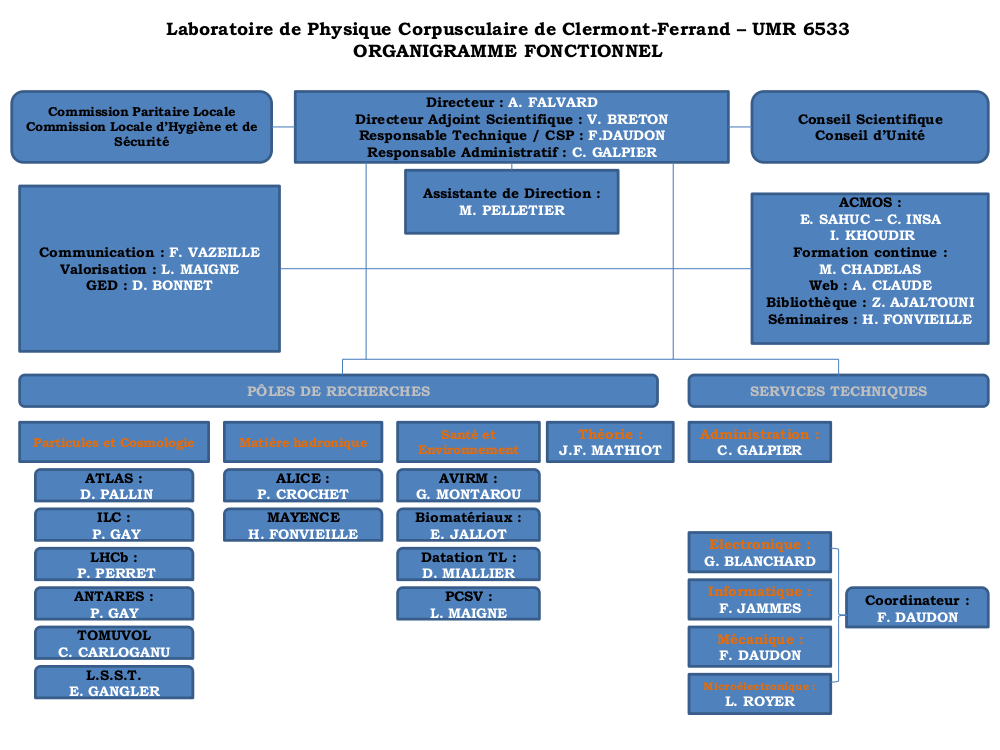 Laboratoire de Physique Corpusculaire de Clermont-Ferrand – UMR 6533
ORGANIGRAMME FONCTIONNEL
Commission Paritaire Locale
Commission Locale d'Hygiène et de
Sécurité
Directeur : A. FALVARD
Directeur Adjoint Scientifique : V. BRETON
Responsable Technique / CSP : F.DAUDON
Responsable Administratif : C. GALPIER
Conseil Scientifique
Conseil d'Unité
Assistante de Direction :
M. PELLETIER
Communication : F. VAZEILLE
Valorisation : L. MAIGNE
GED : D. BONNET
ACMOS :
E. SAHUC – C. INSA
I. KHOUDIR
Formation continue :
M. CHADELAS
Web : A. CLAUDE
Bibliothèque : Z. AJALTOUNI
Séminaires : H. FONVIEILLE
PÔLES DE RECHERCHES
SERVICES TECHNIQUES
Particules et Cosmologie
Matière hadronique
Santé et
Environnement
Théorie :
J.F. MATHIOT
Administration :
C. GALPIER
ATLAS :
D. PALLIN
ILC :
P. GAY
LHCb :
P. PERRET
ANTARES :
P. GAY
TOMUVOL
C. CARLOGANU
L.S.S.T.
E. GANGLER
ALICE :
P. CROCHET
MAYENCE
H. FONVIEILLE
AVIRM :
G. MONTAROU
Biomatériaux :
E. JALLOT
Datation TL :
D. MIALLIER
PCSV :
L. MAIGNE
Electronique :
G. BLANCHARD
Informatique :
F. JAMMES
Mécanique :
F. DAUDON
Microélectronique :
L. ROYER
Coordinateur :
F. DAUDON